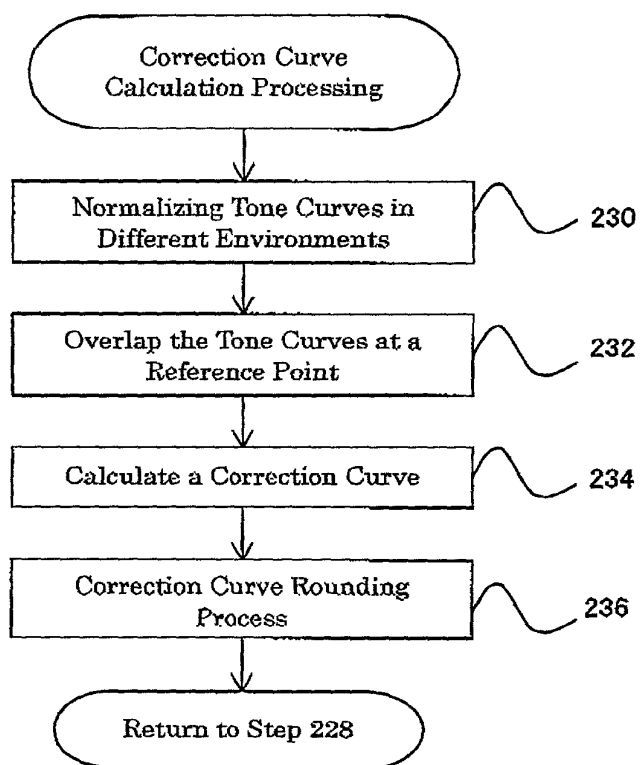 Correction Curve
Calculation Processing
Normalizing Tone Curves in
Different Environments
230
Overlap the Tone Curves at a
Reference Point
232
Calculate a Correction Curve
234
Correction Curve Rounding
Process
236
Return to Step 228